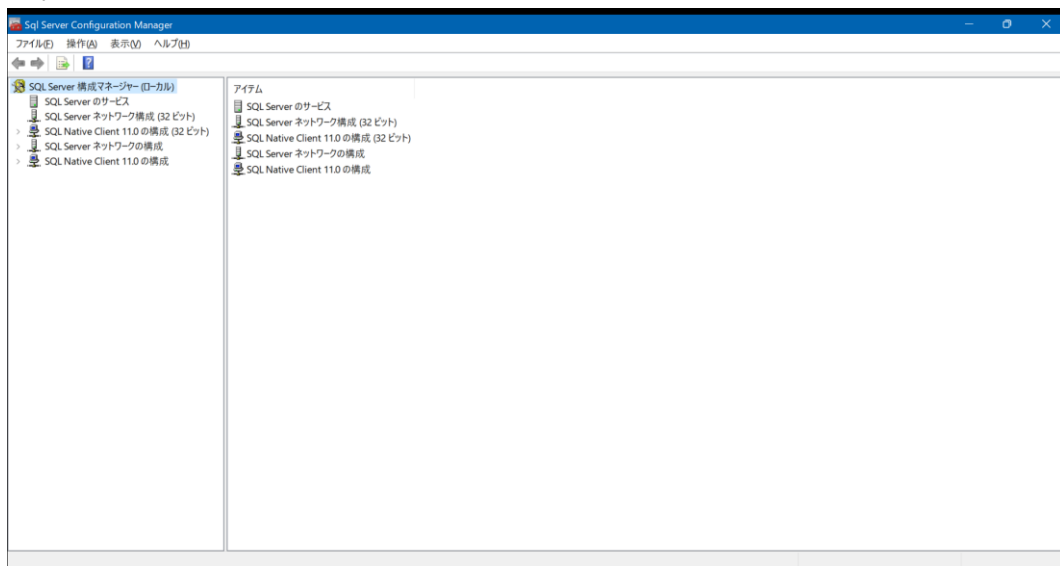 Sql Server Configuration Manager
ファイル(F) 操作(A) 表示(V) ヘルプ(H)
SQL Server 構成マネージャー (ローカル)
SQL Server のサービス
SQL Server ネットワーク構成 (32 ビット)
SQL Native Client 11.0 の構成 (32 ビット)
SQL Server ネットワークの構成
SQL Native Client 11.0 の構成
アイテム
SQL Server のサービス
SQL Server ネットワーク構成 (32 ビット)
SQL Native Client 11.0 の構成 (32 ビット)
SQL Server ネットワークの構成
SQL Native Client 11.0 の構成